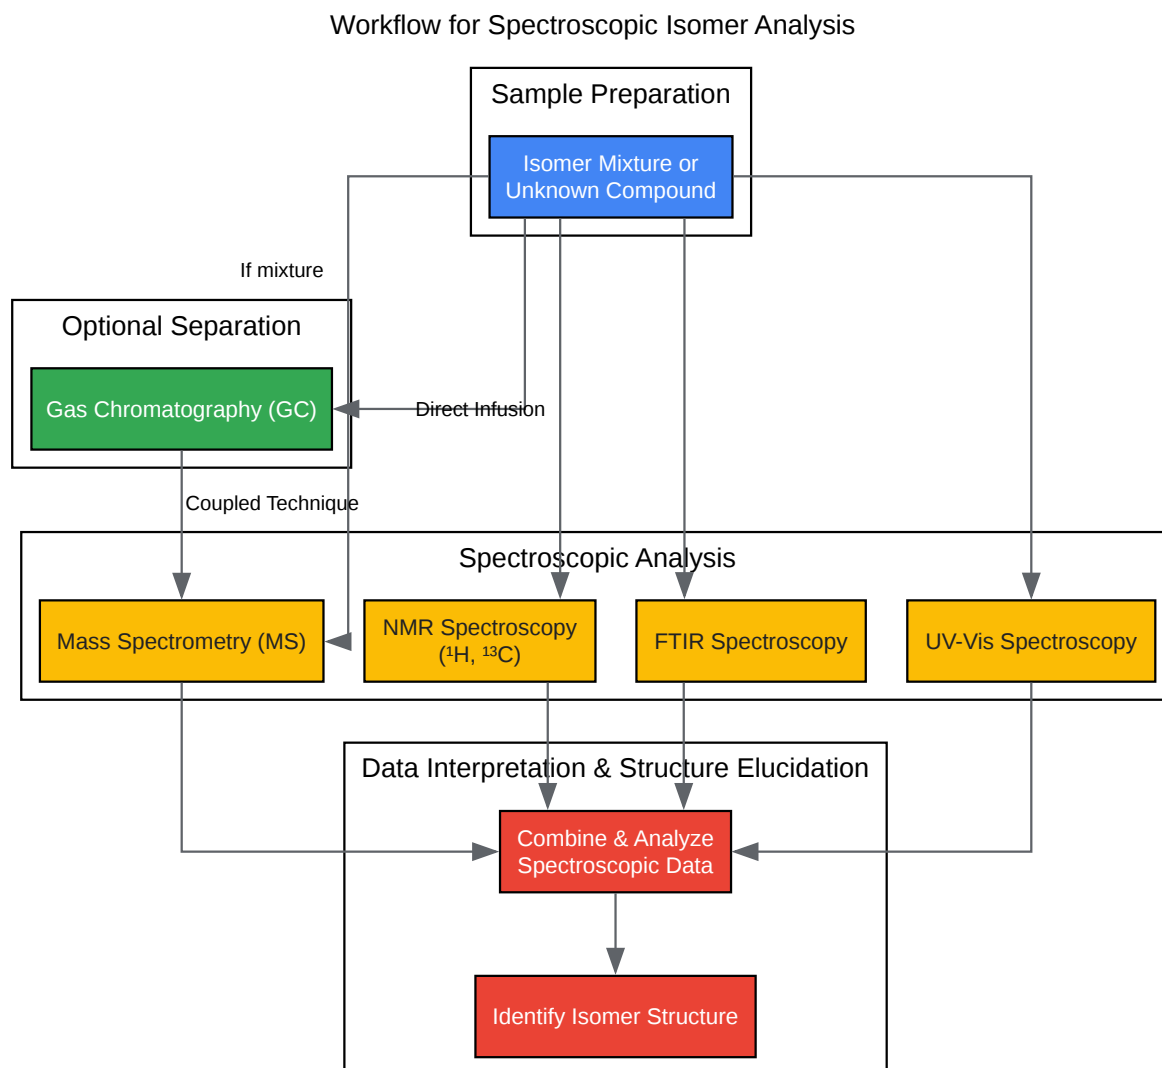 Workflow for Spectroscopic Isomer Analysis
Sample Preparation
Isomer Mixture or
Unknown Compound
If mixture
Optional Separation
Gas Chromatography (GC)
Direct Infusion
Coupled Technique
Spectroscopic Analysis
Mass Spectrometry (MS)
NMR Spectroscopy
(¹H, ¹³C)
FTIR Spectroscopy
UV-Vis Spectroscopy
Data Interpretation & Structure Elucidation
Combine & Analyze
Spectroscopic Data
Identify Isomer Structure